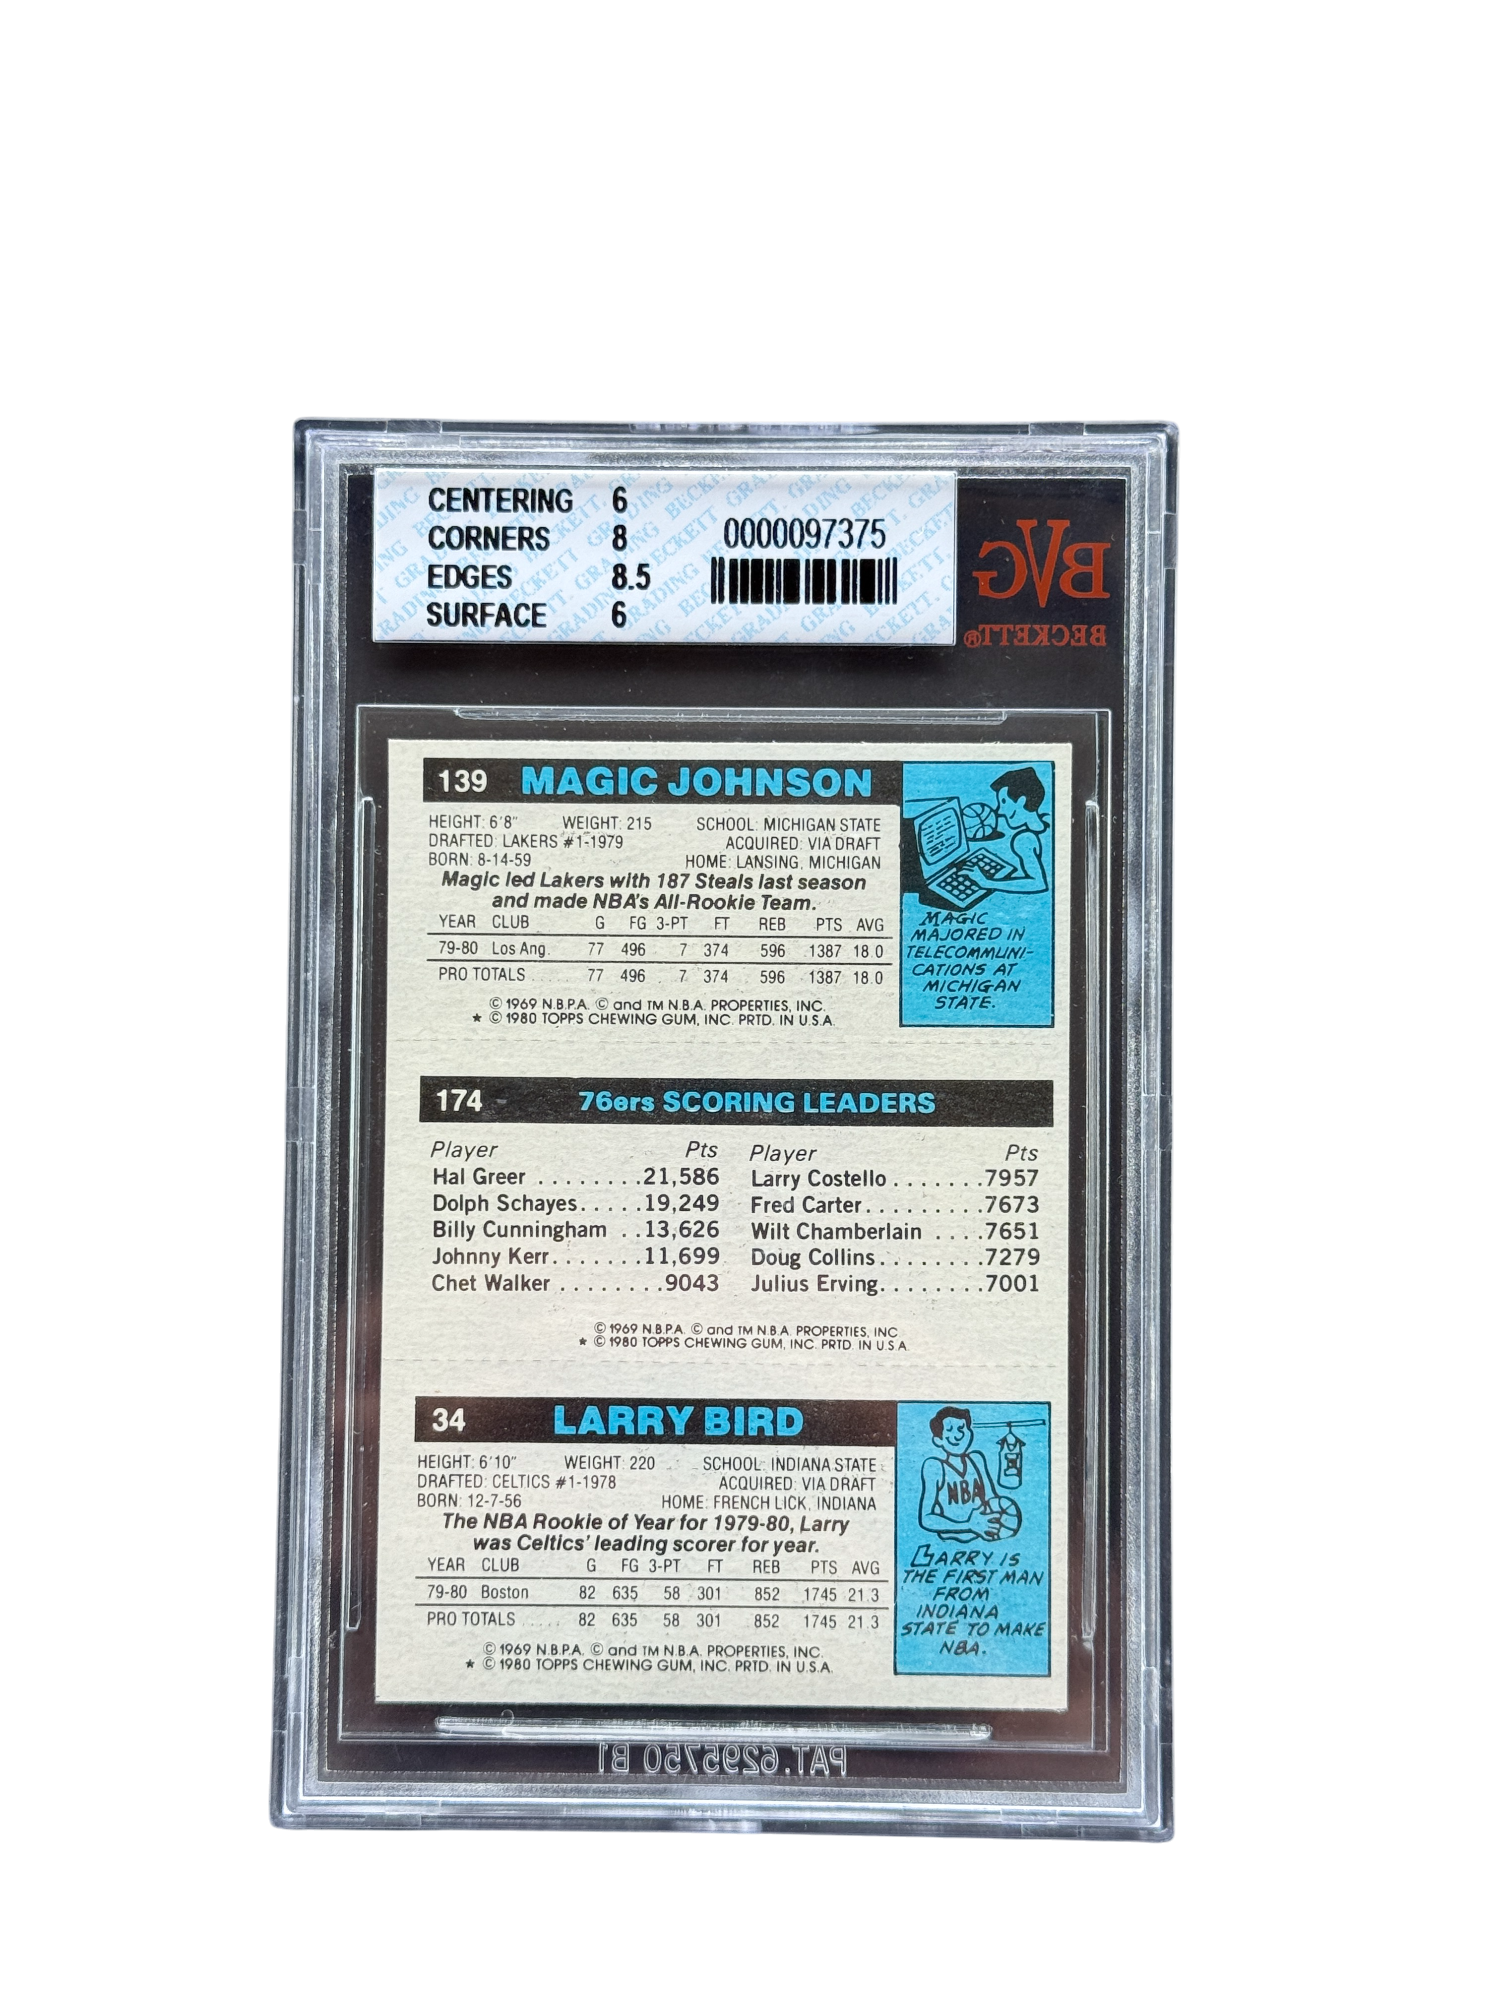 CENTERING 6
CORNERS 8
EDGES 8.5
SURFACE 6
0000097375
BVG
BECKETT®
139 MAGIC JOHNSON
HEIGHT: 6'8" WEIGHT: 215 SCHOOL: MICHIGAN STATE
DRAFTED: LAKERS #1-1979 ACQUIRED: VIA DRAFT
BORN: 8-14-59 HOME: LANSING, MICHIGAN
Magic led Lakers with 187 Steals last season
and made NBA's All-Rookie Team.
YEAR CLUB G FG 3-PT FT REB PTS AVG
79-80 Los Ang. 77 496 7 374 596 1387 18.0
PRO TOTALS . . . . . 77 496 7 374 596 1387 18.0
© 1969 N.B.P.A. © and TM N.B.A. PROPERTIES, INC.
★ © 1980 TOPPS CHEWING GUM, INC. PRTD. IN U.S.A.
MAGIC
MAJORED IN
TELECOMMUNI-
CATIONS AT
MICHIGAN
STATE.
174 76ers SCORING LEADERS
Player Pts Player Pts
Hal Greer . . . . . . . . 21,586 Larry Costello . . . . . . . 7957
Dolph Schayes . . . . . 19,249 Fred Carter . . . . . . . . . 7673
Billy Cunningham . . 13,626 Wilt Chamberlain . . . . 7651
Johnny Kerr . . . . . . . 11,699 Doug Collins . . . . . . . . 7279
Chet Walker . . . . . . . . 9043 Julius Erving . . . . . . . . 7001
© 1969 N.B.P.A. © and TM N.B.A. PROPERTIES, INC.
★ © 1980 TOPPS CHEWING GUM, INC. PRTD. IN U.S.A.
34 LARRY BIRD
HEIGHT: 6'10" WEIGHT: 220 SCHOOL: INDIANA STATE
DRAFTED: CELTICS #1-1978 ACQUIRED: VIA DRAFT
BORN: 12-7-56 HOME: FRENCH LICK, INDIANA
The NBA Rookie of Year for 1979-80, Larry
was Celtics' leading scorer for year.
YEAR CLUB G FG 3-PT FT REB PTS AVG
79-80 Boston 82 635 58 301 852 1745 21.3
PRO TOTALS . . . . . 82 635 58 301 852 1745 21.3
© 1969 N.B.P.A. © and TM N.B.A. PROPERTIES, INC.
★ © 1980 TOPPS CHEWING GUM, INC. PRTD. IN U.S.A.
NBA
LARRY IS
THE FIRST MAN
FROM
INDIANA
STATE TO MAKE
NBA.
PAT. 6295750 B1